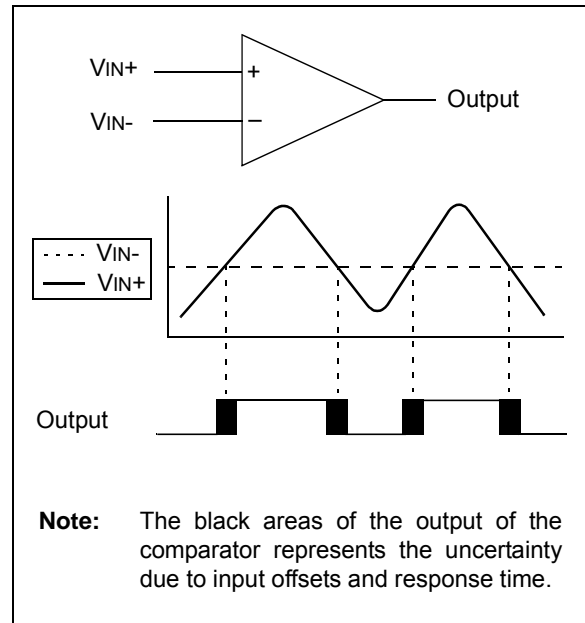 VIN+
+
VIN-
–
Output
VIN-
VIN+
Output
Note: The black areas of the output of the
comparator represents the uncertainty
due to input offsets and response time.